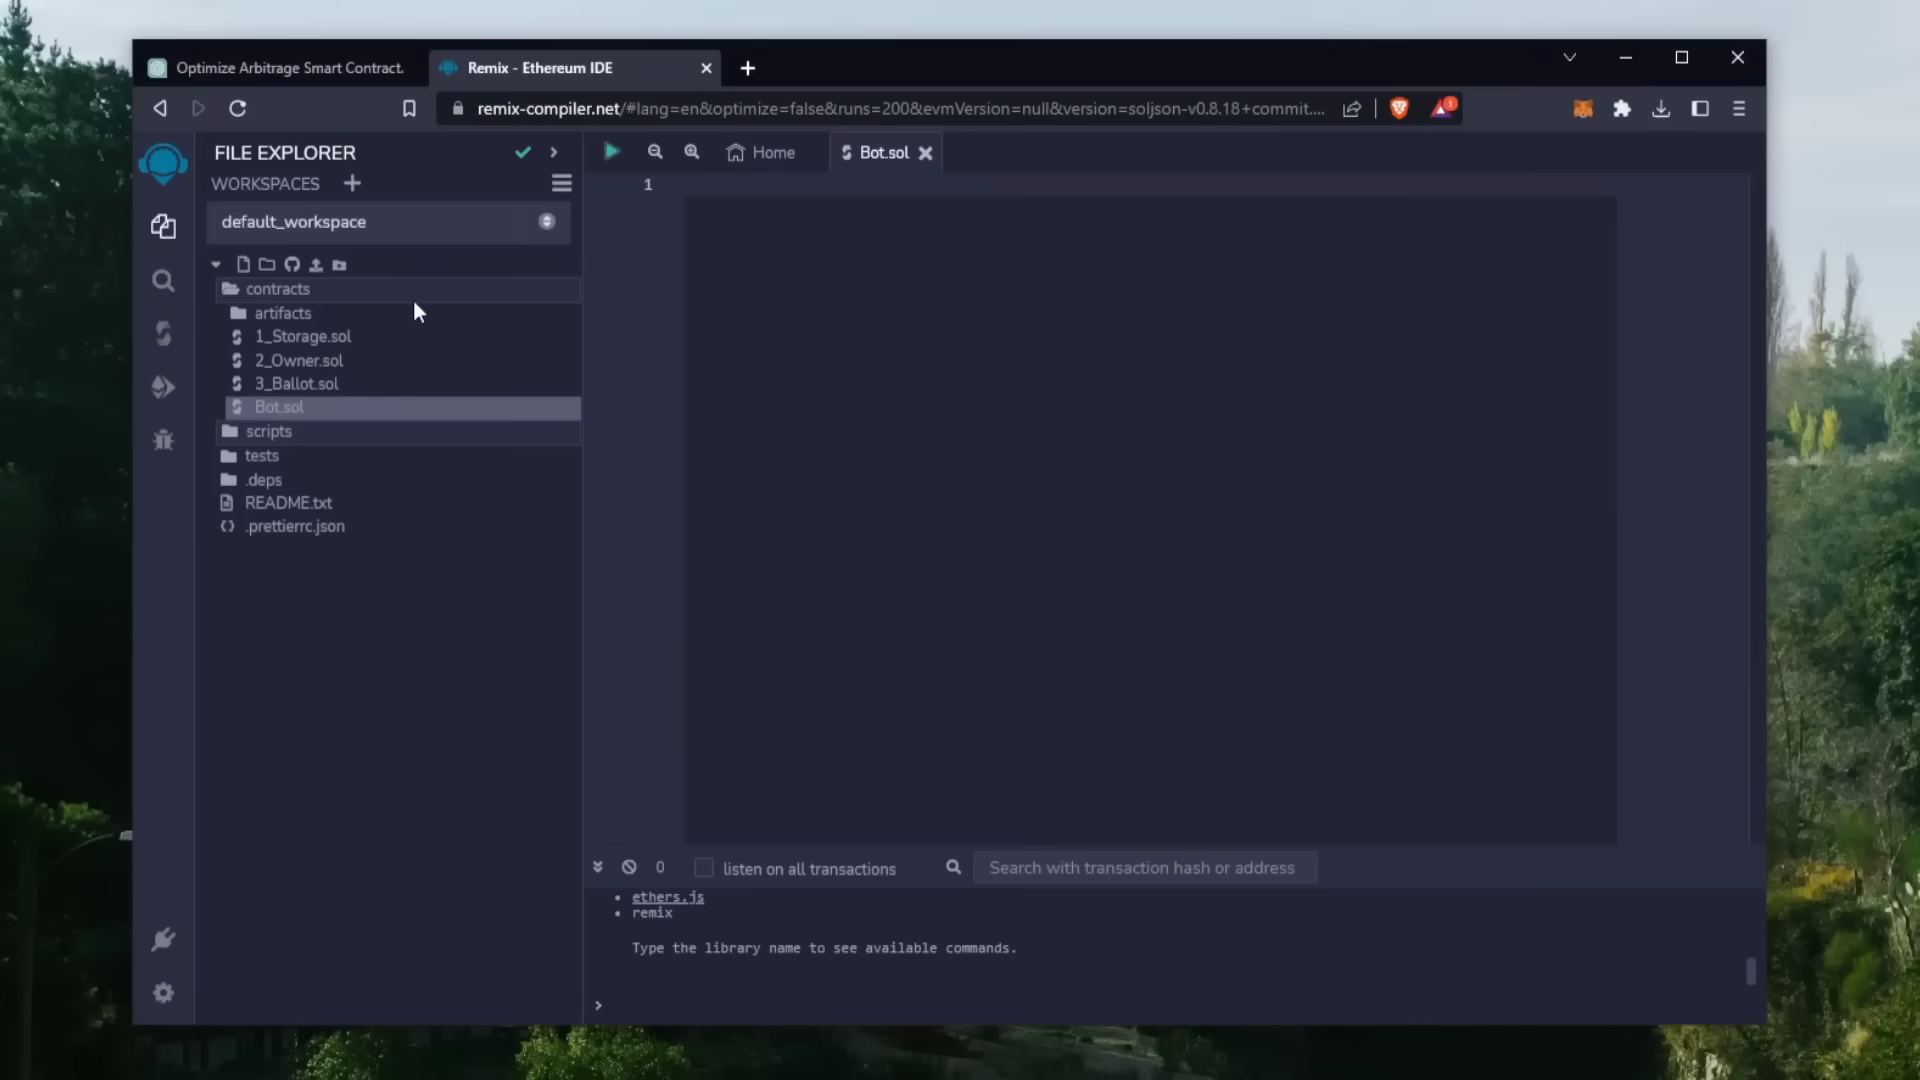 Optimize Arbitrage Smart Contract.
Remix - Ethereum IDE
remix-compiler.net/#lang=en&optimize=false&runs=200&evmVersion=null&version=soljson-v0.8.18+commit....
1
FILE EXPLORER
WORKSPACES
default_workspace
contracts
artifacts
1_Storage.sol
2_Owner.sol
3_Ballot.sol
Bot.sol
scripts
tests
.deps
README.txt
.prettierrc.json
Home
Bot.sol
1
0
listen on all transactions
Search with transaction hash or address
• ethers.js
• remix
Type the library name to see available commands.
>